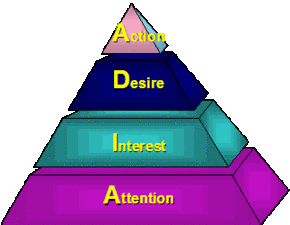 Action
Desire
Interest
Attention